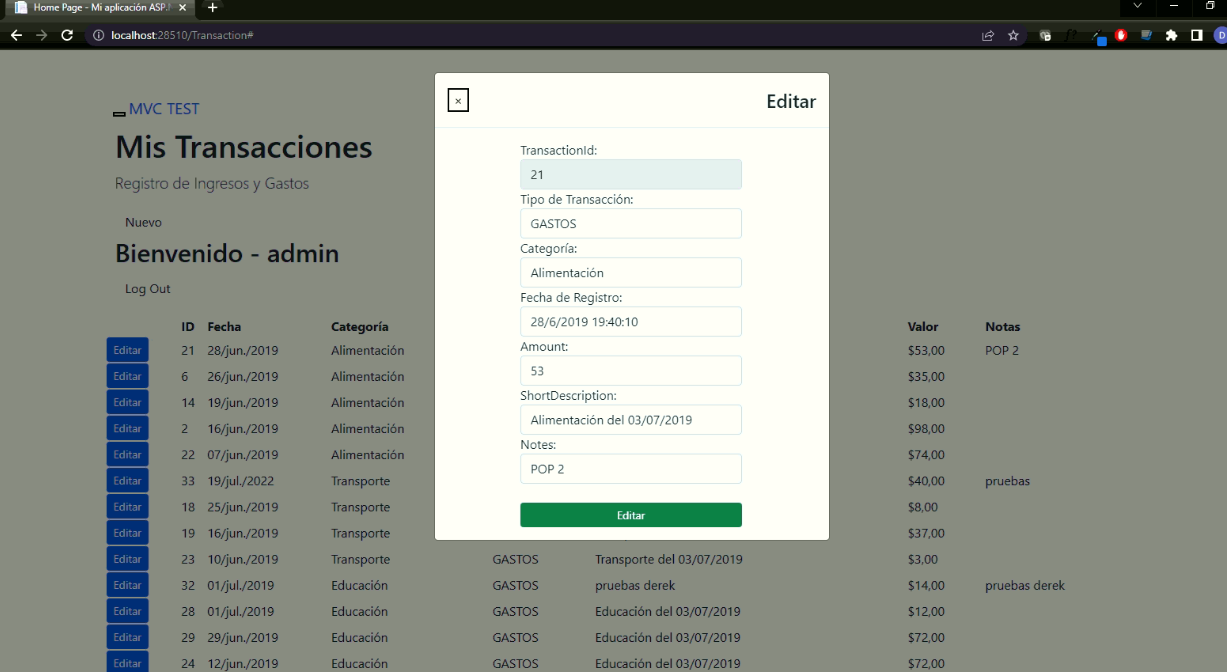 Home Page - Mi aplicación ASP.
localhost:28510/Transaction#
D
MVC TEST
Mis Transacciones
Registro de Ingresos y Gastos
Nuevo
Bienvenido - admin
Log Out
× Editar
TransactionId:
21
Tipo de Transacción:
GASTOS
Categoría:
Alimentación
Fecha de Registro:
28/6/2019 19:40:10
Amount:
53
ShortDescription:
Alimentación del 03/07/2019
Notes:
POP 2
Editar
ID Fecha Categoría Valor Notas
Editar 21 28/jun./2019 Alimentación $53,00 POP 2
Editar 6 26/jun./2019 Alimentación $35,00
Editar 14 19/jun./2019 Alimentación $18,00
Editar 2 16/jun./2019 Alimentación $98,00
Editar 22 07/jun./2019 Alimentación $74,00
Editar 33 19/jul./2022 Transporte $40,00 pruebas
Editar 18 25/jun./2019 Transporte $8,00
Editar 19 16/jun./2019 Transporte $37,00
Editar 23 10/jun./2019 Transporte GASTOS Transporte del 03/07/2019 $3,00
Editar 32 01/jul./2019 Educación GASTOS pruebas derek $14,00 pruebas derek
Editar 28 01/jul./2019 Educación GASTOS Educación del 03/07/2019 $12,00
Editar 29 29/jun./2019 Educación GASTOS Educación del 03/07/2019 $72,00
Editar 24 12/jun./2019 Educación GASTOS Educación del 03/07/2019 $72,00